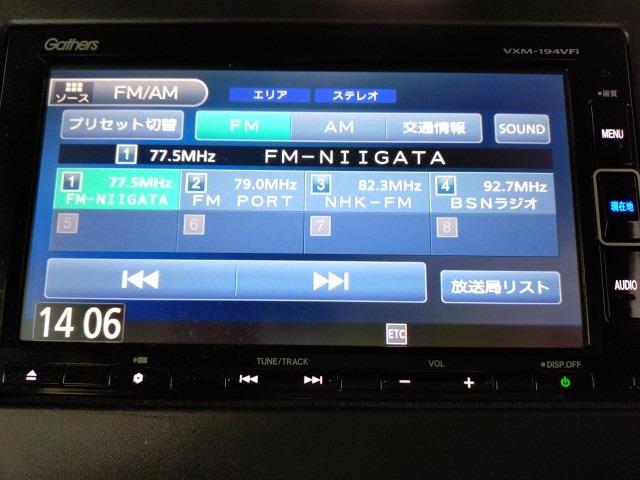 Gathers VXM-194VFi
ソース FM/AM エリア ステレオ
■画質
プリセット切替 FM AM 交通情報 SOUND
MENU
1 77.5MHz FM-NIIGATA
1 77.5MHz 2 79.0MHz 3 82.3MHz 4 92.7MHz
FM-NIIGATA FM PORT NHK-FM BSNラジオ
現在地
5 6 7 8
放送局リスト
AUDIO
14 06
ETC
TUNE/TRACK VOL ■DISP.OFF